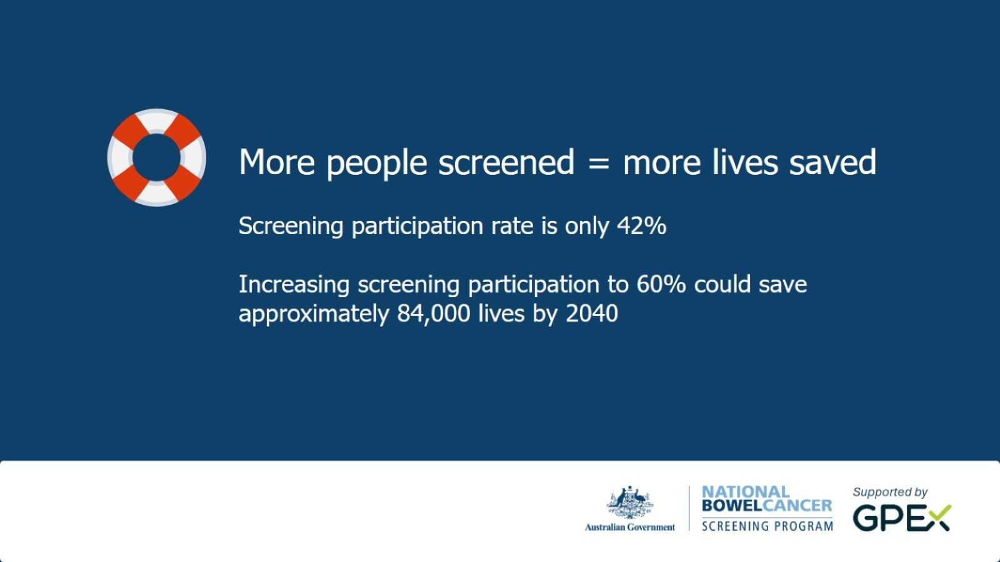 More people screened = more lives saved
Screening participation rate is only 42%
Increasing screening participation to 60% could save
approximately 84,000 lives by 2040
Australian Government
NATIONAL
BOWELCANCER
SCREENING PROGRAM
Supported by
GPEX